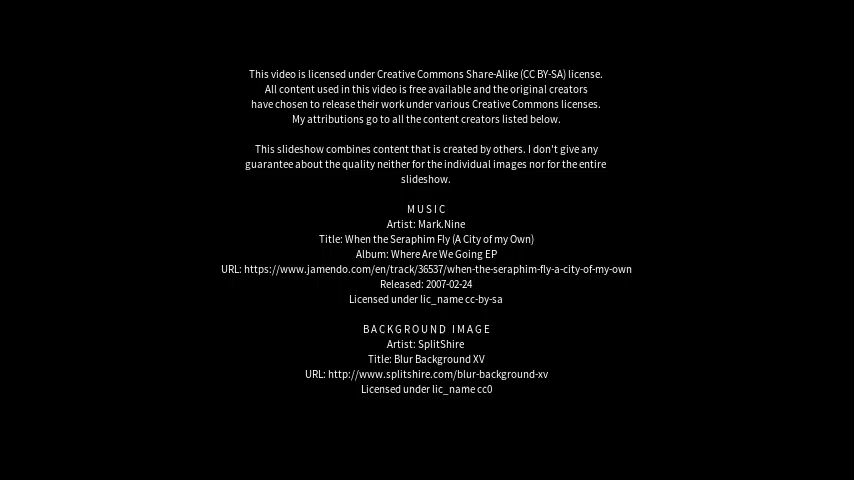 This video is licensed under Creative Commons Share-Alike (CC BY-SA) license.
All content used in this video is free available and the original creators
have chosen to release their work under various Creative Commons licenses.
My attributions go to all the content creators listed below.
This slideshow combines content that is created by others. I don't give any
guarantee about the quality neither for the individual images nor for the entire
slideshow.
MUSIC
Artist: Mark.Nine
Title: When the Seraphim Fly (A City of my Own)
Album: Where Are We Going EP
URL: https://www.jamendo.com/en/track/36537/when-the-seraphim-fly-a-city-of-my-own
Released: 2007-02-24
Licensed under lic_name cc-by-sa
BACKGROUND IMAGE
Artist: SplitShire
Title: Blur Background XV
URL: http://www.splitshire.com/blur-background-xv
Licensed under lic_name cc0